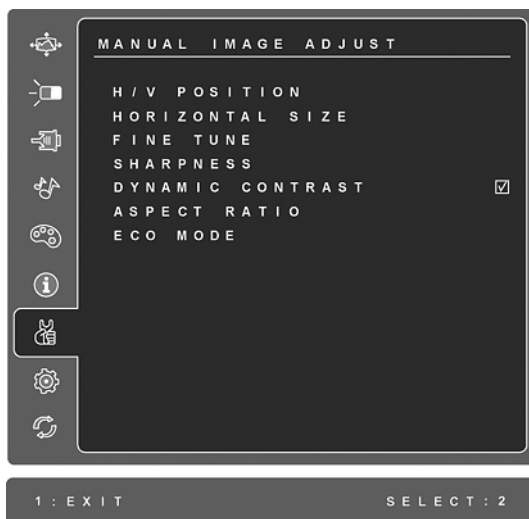 MANUAL IMAGE ADJUST
H/V POSITION
HORIZONTAL SIZE
FINE TUNE
SHARPNESS
DYNAMIC CONTRAST
ASPECT RATIO
ECO MODE
1:EXIT SELECT:2